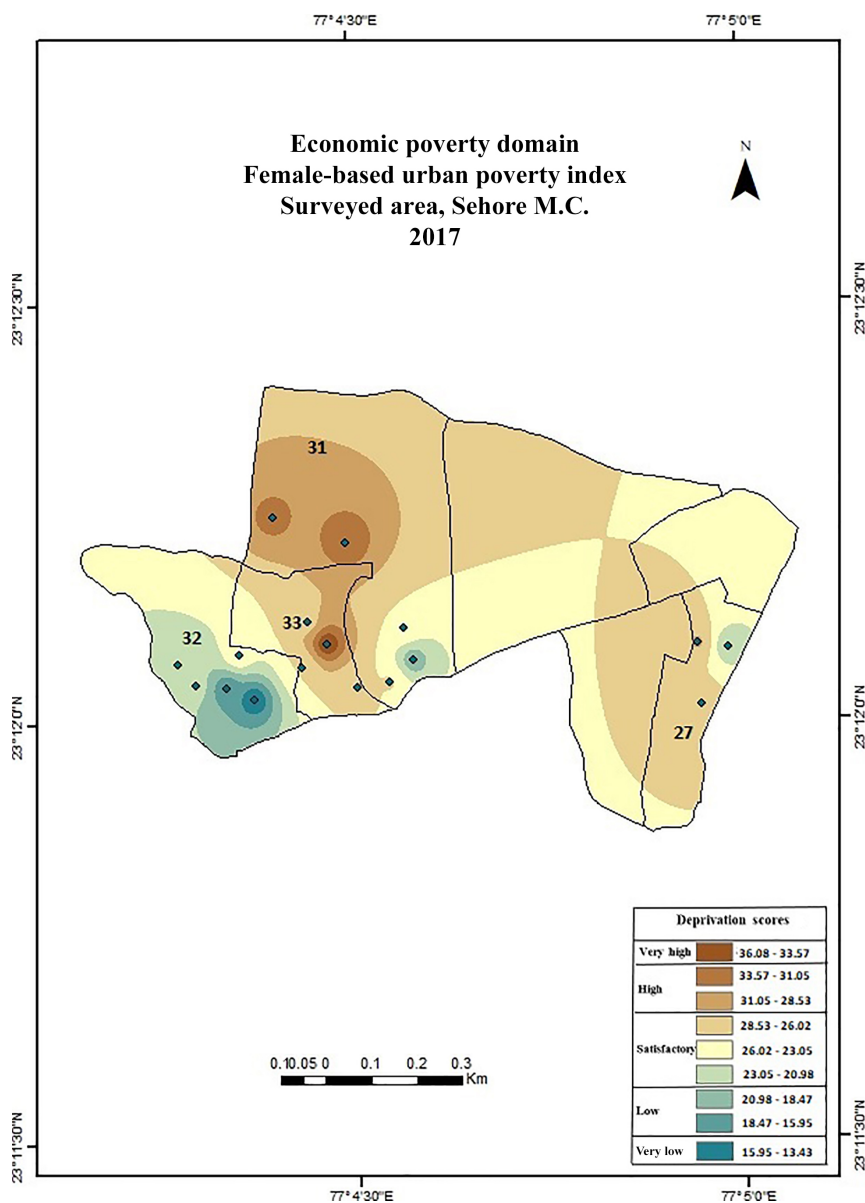 77°4'30"E 77°5'0"E
Economic poverty domain
Female-based urban poverty index
Surveyed area, Sehore M.C.
2017
N
23°12'30"N 23°12'30"N
31
33
32
23°12'0"N 23°12'0"N
27
Deprivation scores
Very high 36.08 - 33.57
33.57 - 31.05
High
31.05 - 28.53
28.53 - 26.02
Satisfactory 26.02 - 23.05
23.05 - 20.98
20.98 - 18.47
Low
18.47 - 15.95
Very low 15.95 - 13.43
0.10.05 0 0.1 0.2 0.3
Km
23°11'30"N 23°11'30"N
77°4'30"E 77°5'0"E